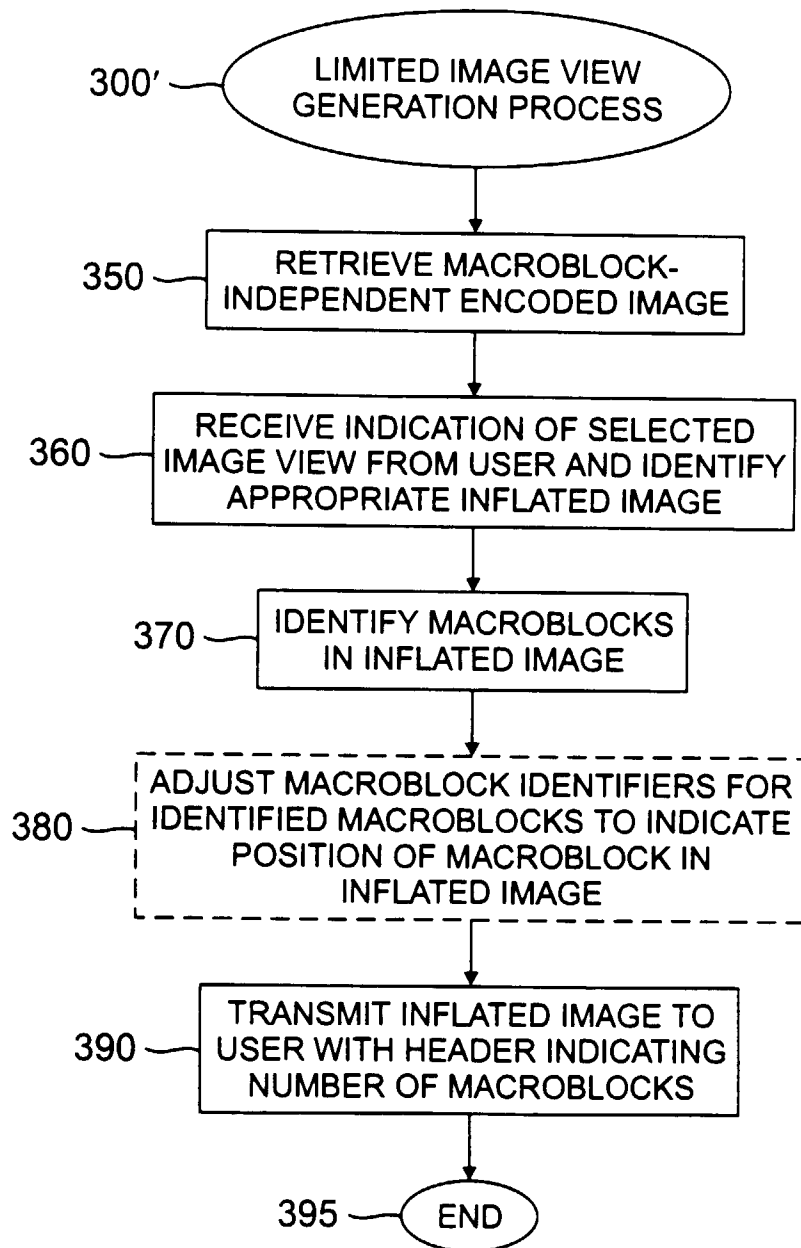 300'
LIMITED IMAGE VIEW
GENERATION PROCESS
350
RETRIEVE MACROBLOCK-
INDEPENDENT ENCODED IMAGE
360
RECEIVE INDICATION OF SELECTED
IMAGE VIEW FROM USER AND IDENTIFY
APPROPRIATE INFLATED IMAGE
370
IDENTIFY MACROBLOCKS
IN INFLATED IMAGE
380
ADJUST MACROBLOCK IDENTIFIERS FOR
IDENTIFIED MACROBLOCKS TO INDICATE
POSITION OF MACROBLOCK IN
INFLATED IMAGE
390
TRANSMIT INFLATED IMAGE TO
USER WITH HEADER INDICATING
NUMBER OF MACROBLOCKS
395
END